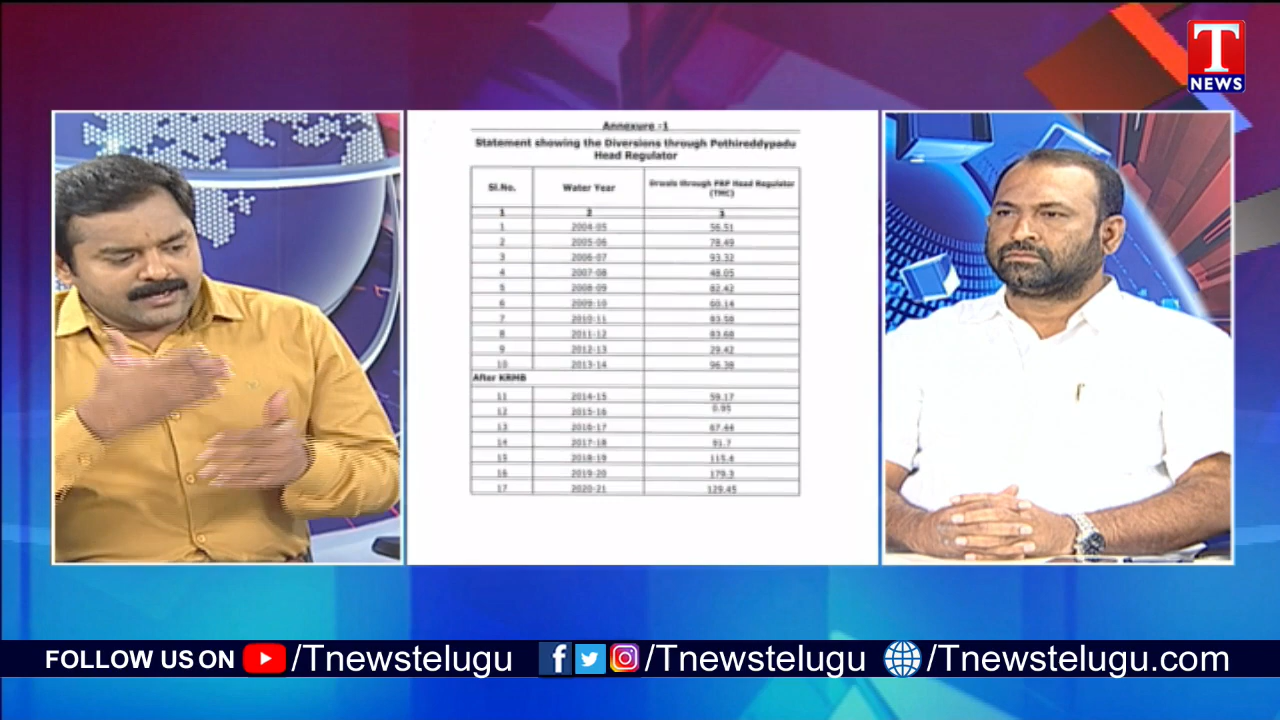 T
NEWS
Annexure :1
Statement showing the Diversions through Pothireddypadu
Head Regulator
Sl.No. Water Year Drwals through PRP Head Regulator
(TMC)
1 2 3
1 2004-05 56.51
2 2005-06 78.49
3 2006-07 93.32
4 2007-08 48.05
5 2008-09 82.42
6 2009-10 60.14
7 2010-11 83.58
8 2011-12 83.68
9 2012-13 29.42
10 2013-14 96.38
After KRMB
11 2014-15 59.17
12 2015-16 0.95
13 2016-17 67.44
14 2017-18 91.7
15 2018-19 115.4
16 2019-20 179.3
17 2020-21 129.45
FOLLOW US ON /Tnewstelugu /Tnewstelugu /Tnewstelugu.com